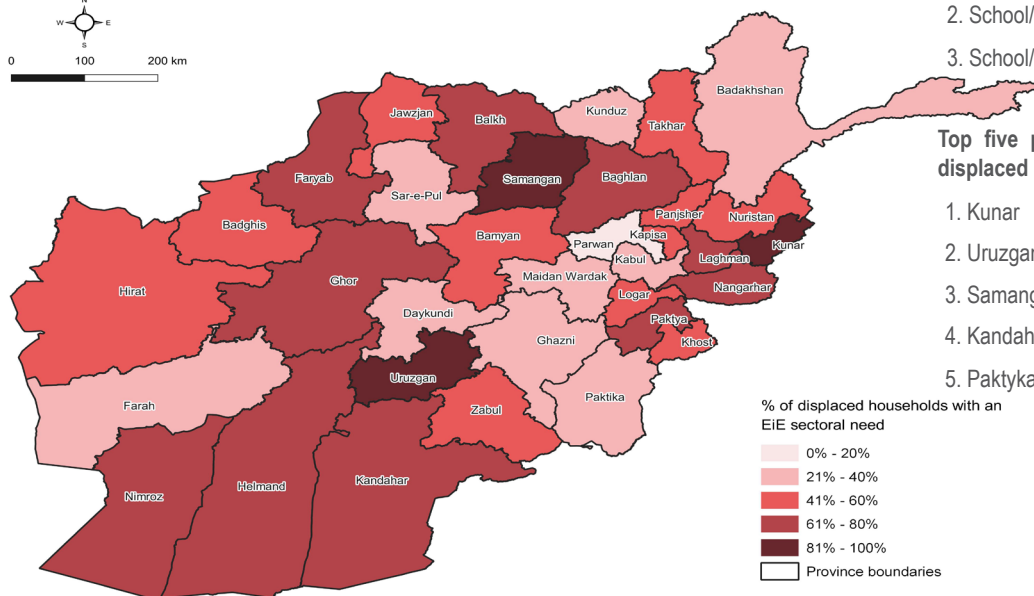 N
W E
S
0 100 200 km
2. School/
3. School/
Top five p
displaced
1. Kunar
2. Uruzgan
3. Samang
4. Kandah
5. Paktyka
Badakhshan
Jawzjan
Balkh
Kunduz
Takhar
Faryab
Samangan
Baghlan
Sar-e-Pul
Badghis
Panjsher
Nuristan
Bamyan
Parwan
Kapisa
Kunar
Kabul
Laghman
Ghor
Maidan Wardak
Nangarhar
Hirat
Logar
Daykundi
Paktya
Ghazni
Khost
Uruzgan
Farah
Zabul
Paktika
Kandahar
Helmand
Nimroz
% of displaced households with an
EiE sectoral need
0% - 20%
21% - 40%
41% - 60%
61% - 80%
81% - 100%
Province boundaries